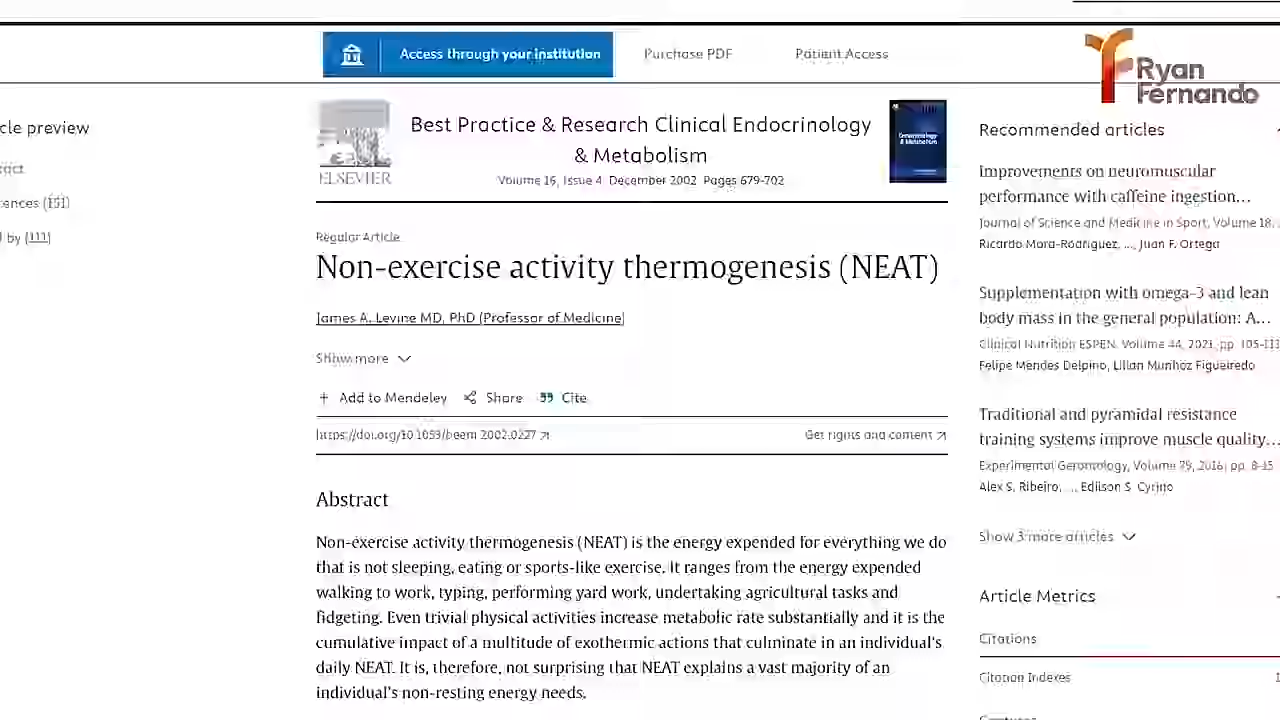 Access through your institution
Purchase PDF
Patient Access
Ryan
Fernando
cle preview
ract
ences (151)
l by (111)
ELSEVIER
Best Practice & Research Clinical Endocrinology
& Metabolism
Volume 16, Issue 4, December 2002, Pages 679-702
Regular Article
Non-exercise activity thermogenesis (NEAT)
James A. Levine MD, PhD (Professor of Medicine)
Show more
+ Add to Mendeley
Share
Cite
https://doi.org/10.1053/beem.2002.0227
Get rights and content
Abstract
Non-exercise activity thermogenesis (NEAT) is the energy expended for everything we do
that is not sleeping, eating or sports-like exercise. It ranges from the energy expended
walking to work, typing, performing yard work, undertaking agricultural tasks and
fidgeting. Even trivial physical activities increase metabolic rate substantially and it is the
cumulative impact of a multitude of exothermic actions that culminate in an individual's
daily NEAT. It is, therefore, not surprising that NEAT explains a vast majority of an
individual's non-resting energy needs.
Recommended articles
Improvements on neuromuscular
performance with caffeine ingestion…
Journal of Science and Medicine in Sport, Volume 18,
Ricardo Mora-Rodríguez, …, Juan F. Ortega
Supplementation with omega-3 and lean
body mass in the general population: A…
Clinical Nutrition ESPEN, Volume 44, 2021, pp. 105-113
Felipe Mendes Delpino, Lílian Munhoz Figueiredo
Traditional and pyramidal resistance
training systems improve muscle quality…
Experimental Gerontology, Volume 79, 2016, pp. 8-15
Alex S. Ribeiro, …, Edilson S. Cyrino
Show 3 more articles
Article Metrics
Citations
Citation Indexes
Captures